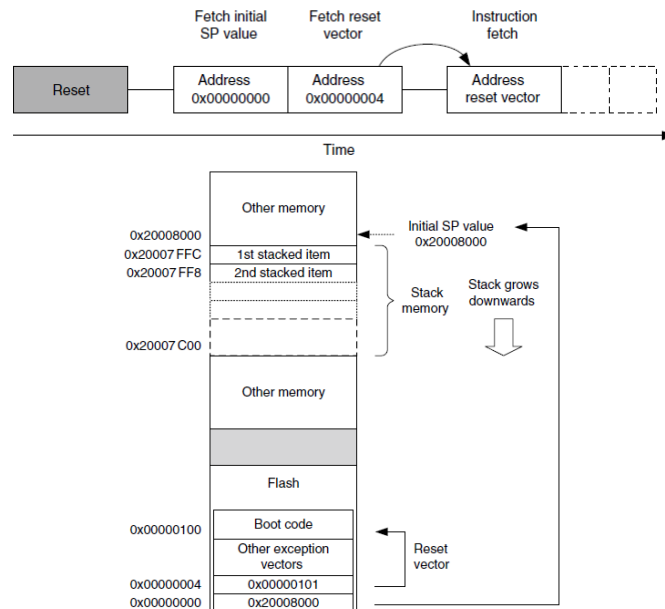 Fetch initial
SP value
Fetch reset
vector
Instruction
fetch
Reset
Address
0x00000000
Address
0x00000004
Address
reset vector
Time
Other memory
0x20008000
Initial SP value
0x20008000
0x20007FFC
1st stacked item
0x20007FF8
2nd stacked item
Stack
memory
Stack grows
downwards
0x20007C00
Other memory
Flash
0x00000100
Boot code
Other exception
vectors
Reset
vector
0x00000004
0x00000101
0x00000000
0x20008000